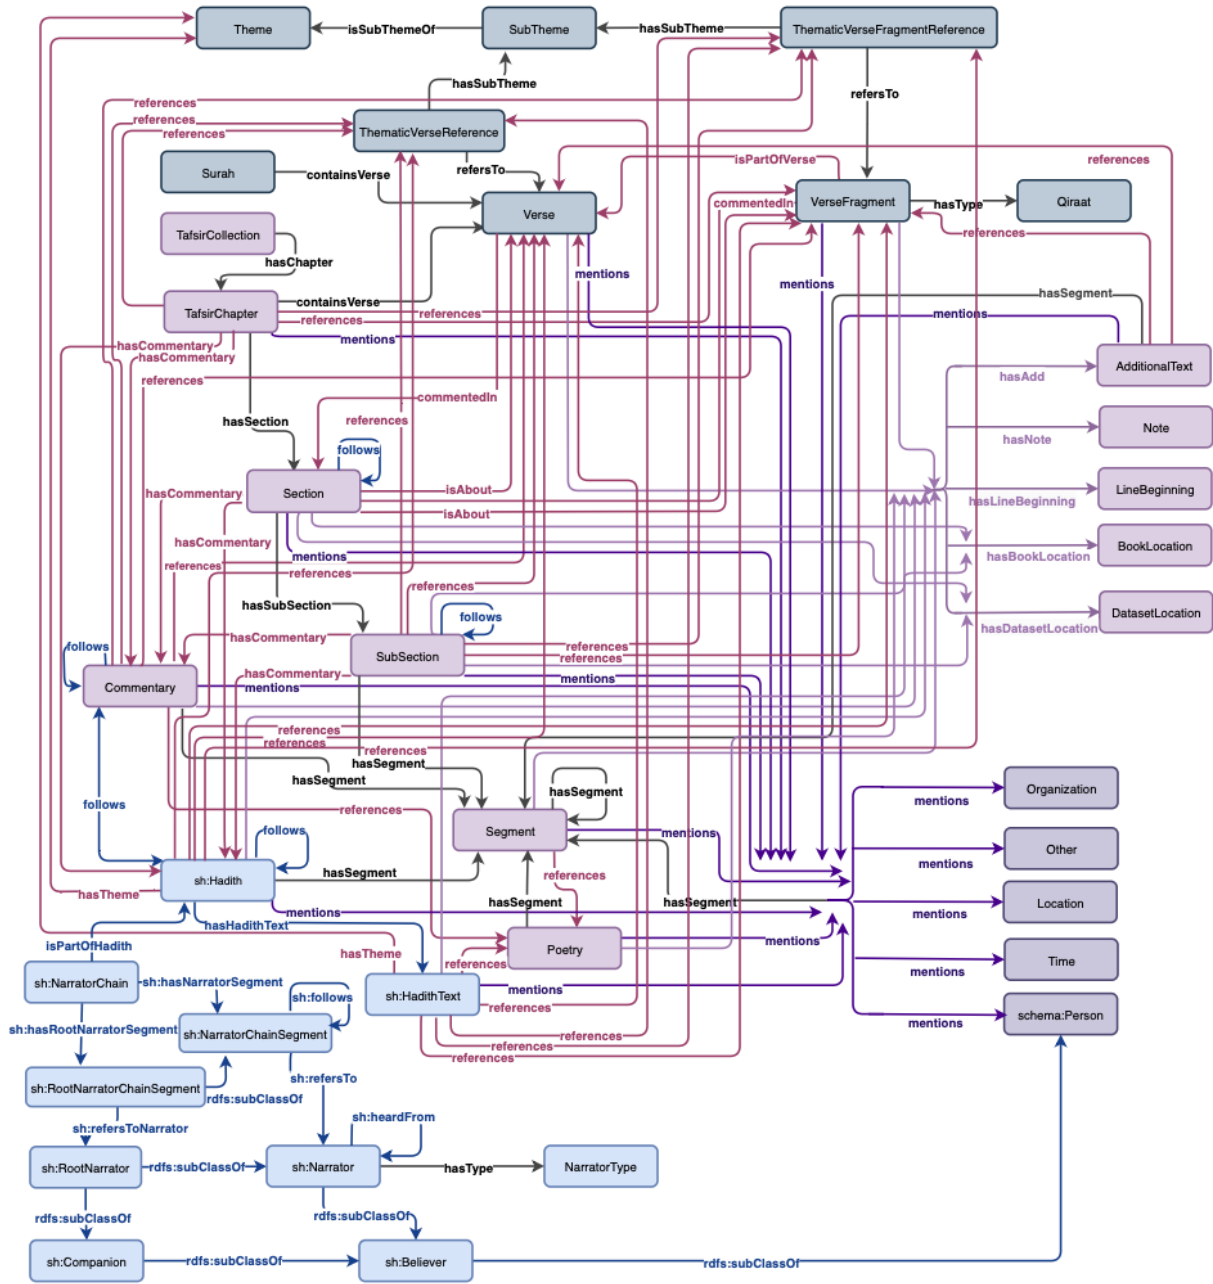 Theme
isSubThemeOf
SubTheme
hasSubTheme
ThematicVerseFragmentReference
hasSubTheme
refersTo
references
references
references
ThematicVerseReference
isPartOfVerse
references
Surah
containsVerse
refersTo
Verse
commentedIn
VerseFragment
hasType
Qiraat
TafsirCollection
references
hasChapter
mentions
mentions
hasSegment
TafsirChapter
containsVerse
references
references
mentions
mentions
hasCommentary
hasCommentary
AdditionalText
references
hasAdd
commentedIn
hasSection
references
Note
hasNote
follows
Section
isAbout
hasCommentary
LineBeginning
hasLineBeginning
isAbout
hasCommentary
BookLocation
mentions
hasBookLocation
references
references
references
hasSubSection
follows
DatasetLocation
hasDatasetLocation
hasCommentary
follows
SubSection
references
references
hasCommentary
mentions
Commentary
mentions
references
references
references
hasSegment
hasSegment
hasSegment
Organization
follows
references
mentions
follows
Segment
mentions
Other
mentions
sh:Hadith
hasSegment
references
hasTheme
hasSegment
hasSegment
Location
mentions
mentions
hasHadithText
isPartOfHadith
mentions
hasTheme
Poetry
references
Time
mentions
sh:NarratorChain
sh:hasNarratorSegment
sh:follows
sh:HadithText
mentions
references
schema:Person
mentions
sh:hasRootNarratorSegment
sh:NarratorChainSegment
references
references
references
sh:RootNarratorChainSegment
rdfs:subClassOf
sh:refersTo
sh:refersToNarrator
sh:heardFrom
sh:RootNarrator
rdfs:subClassOf
sh:Narrator
hasType
NarratorType
rdfs:subClassOf
rdfs:subClassOf
sh:Companion
rdfs:subClassOf
sh:Believer
rdfs:subClassOf